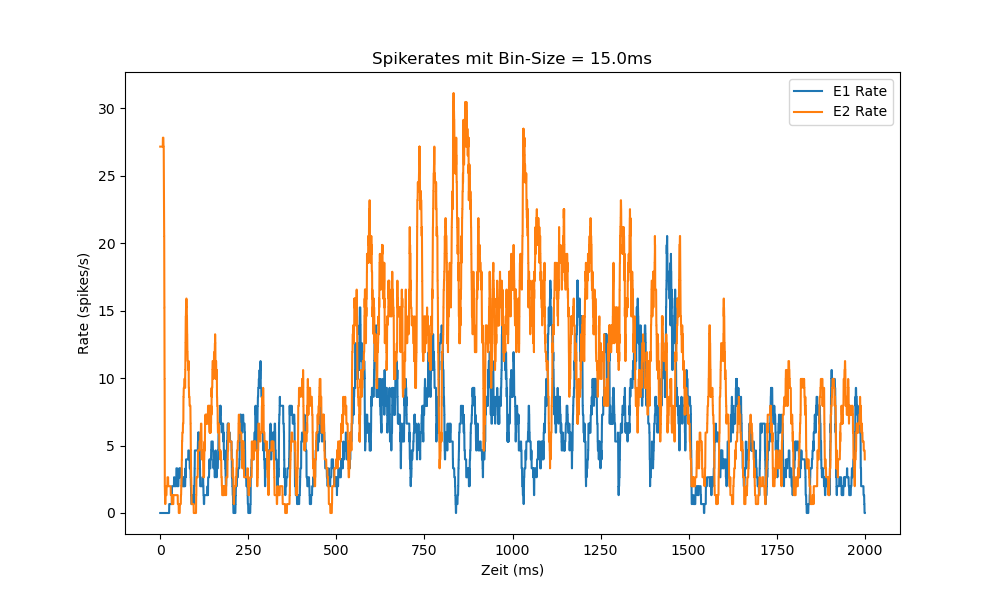 Spikerates mit Bin-Size = 15.0ms
E1 Rate
E2 Rate
Rate (spikes/s)
30
25
20
15
10
5
0
0 250 500 750 1000 1250 1500 1750 2000
Zeit (ms)